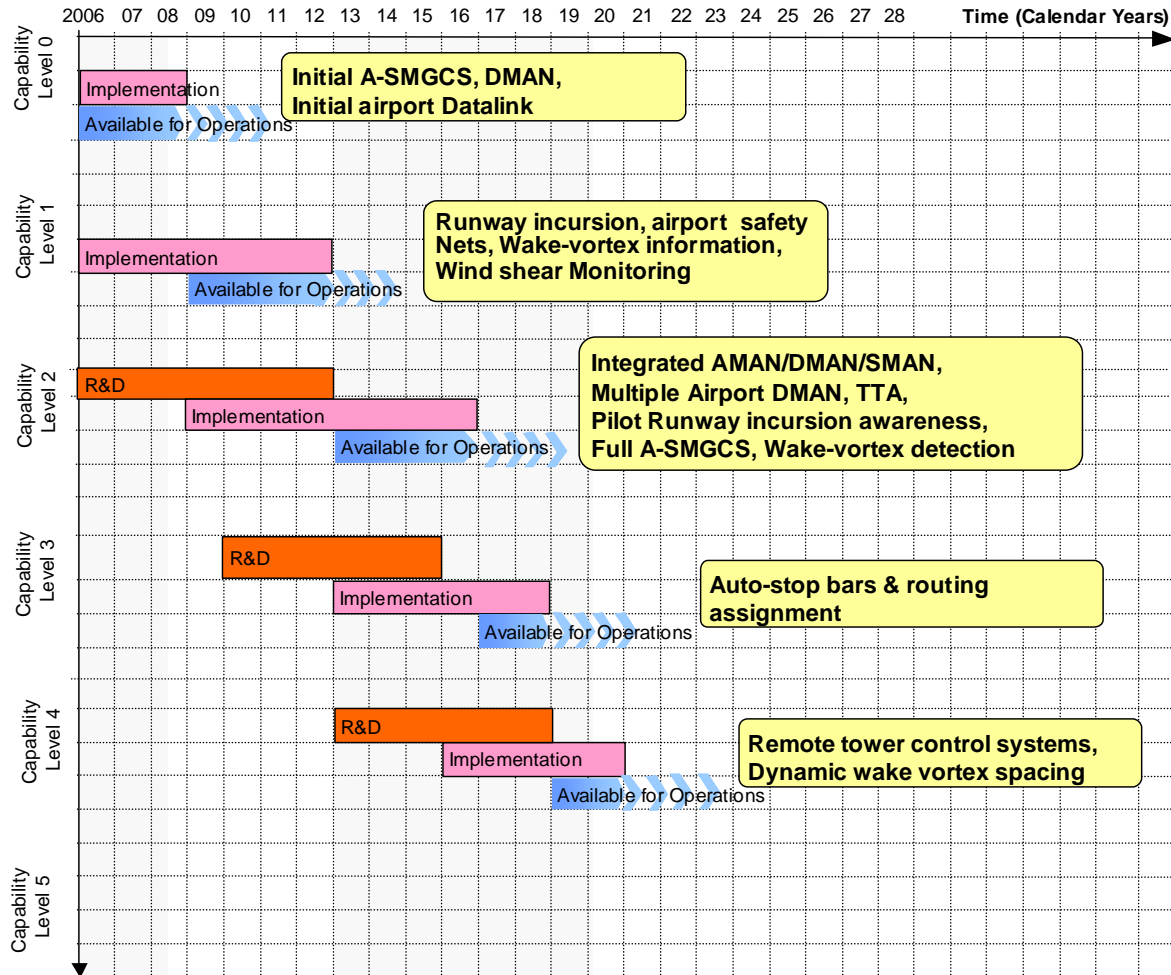 2006 07 08 09 10 11 12 13 14 15 16 17 18 19 20 21 22 23 24 25 26 27 28 Time (Calendar Years)
Capability
Level 0
Implementation
Available for Operations
Initial A-SMGCS, DMAN,
Initial airport Datalink
Capability
Level 1
Implementation
Available for Operations
Runway incursion, airport safety
Nets, Wake-vortex information,
Wind shear Monitoring
Capability
Level 2
R&D
Implementation
Available for Operations
Integrated AMAN/DMAN/SMAN,
Multiple Airport DMAN, TTA,
Pilot Runway incursion awareness,
Full A-SMGCS, Wake-vortex detection
Capability
Level 3
R&D
Implementation
Available for Operations
Auto-stop bars & routing
assignment
Capability
Level 4
R&D
Implementation
Available for Operations
Remote tower control systems,
Dynamic wake vortex spacing
Capability
Level 5